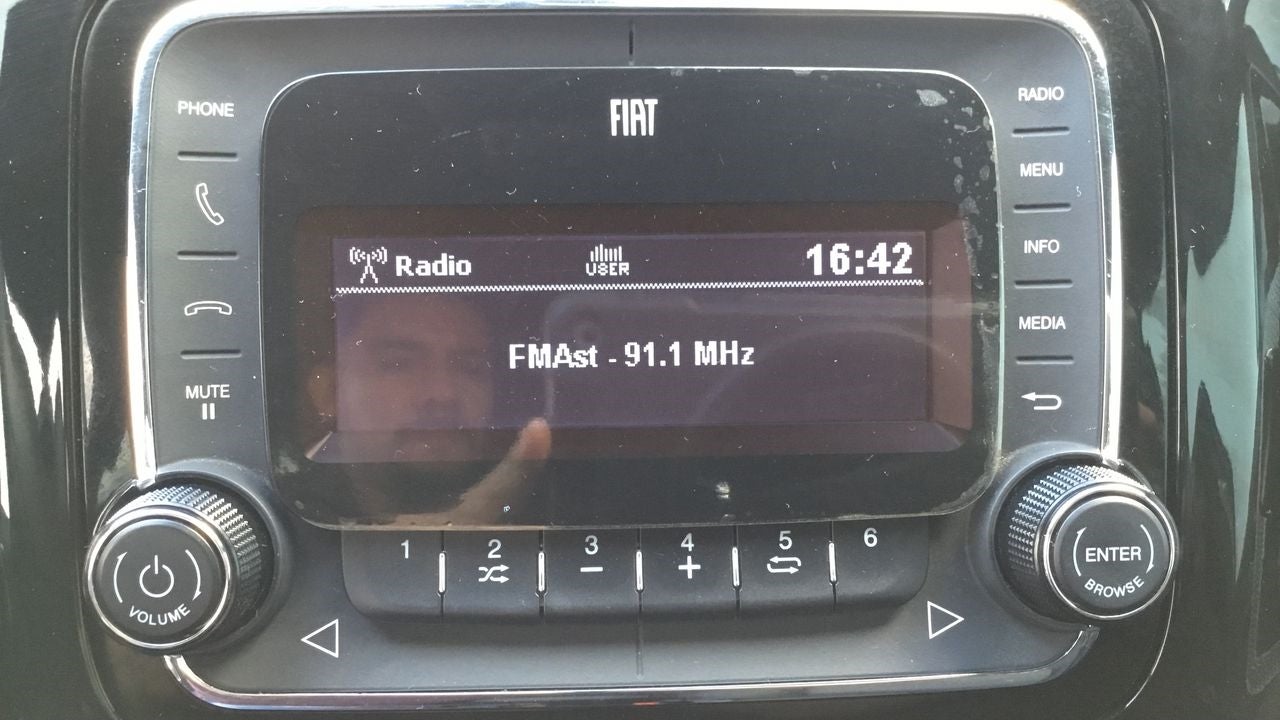 FIAT
PHONE
MUTE
RADIO
MENU
INFO
MEDIA
Radio USER 16:42
FMAst - 91.1 MHz
1 2 3 4 5 6
VOLUME
ENTER
BROWSE